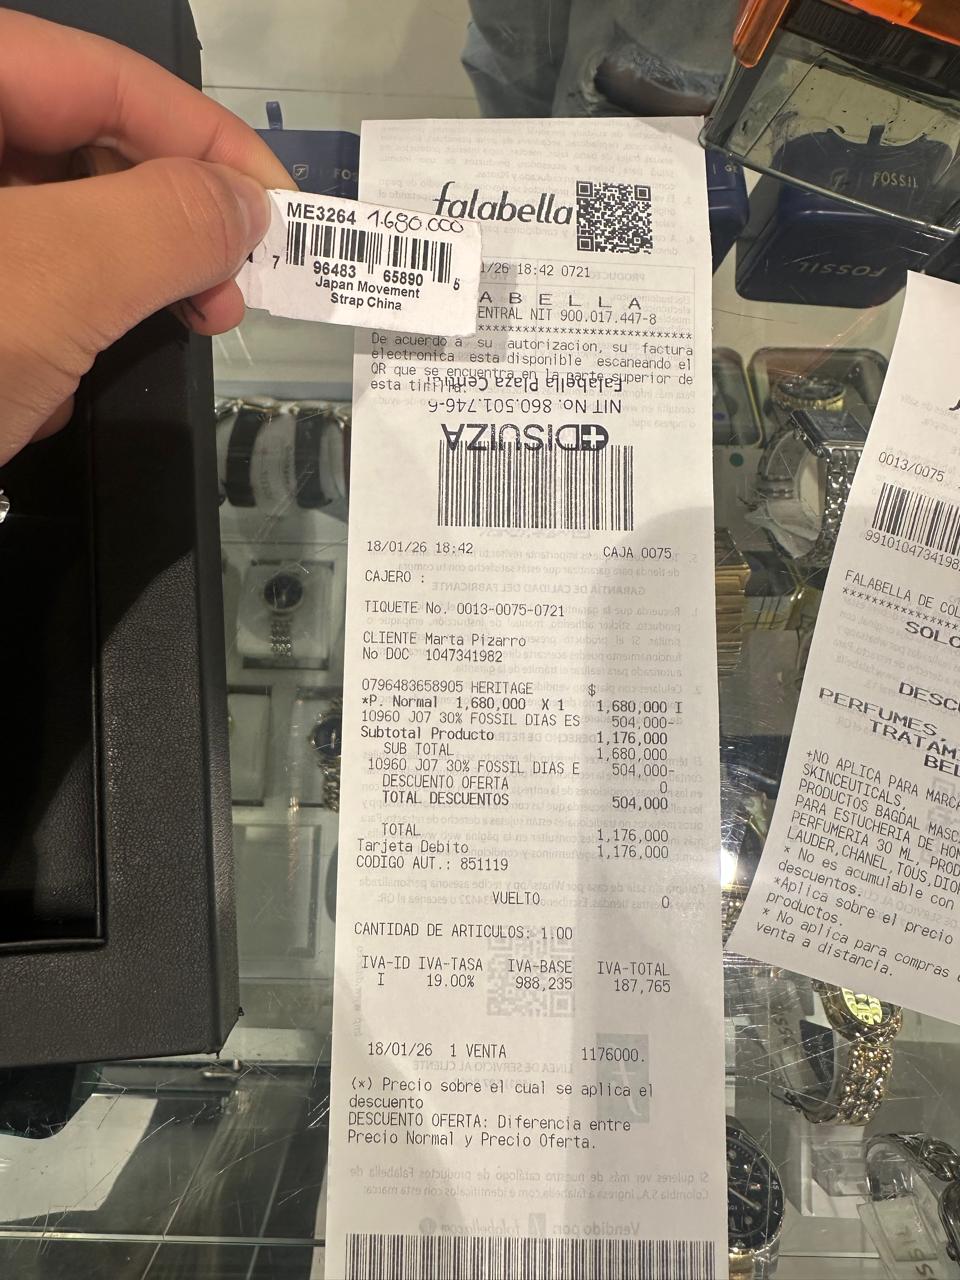 ME3264 1.680.000
7 96483 65890 5
Japan Movement
Strap China
falabella
1/26 18:42 0721
ABELLA
ENTRAL NIT 900.017.447-8
***********************************
De acuerdo a su autorizacion, su factura
electronica esta disponible escaneando el
QR que se encuentra en la parte superior de
esta
NIT No. 860.501.746-6
DISUIZA
18/01/26 18:42 CAJA 0075
CAJERO :
TIQUETE No. 0013-0075-0721
CLIENTE Marta Pizarro
No DOC 1047341982
0796483658905 HERITAGE $
*P. Normal 1,680,000 X 1 1,680,000 I
10960 J07 30% FOSSIL DIAS ES 504,000-
Subtotal Producto 1,176,000
SUB TOTAL 1,680,000
10960 J07 30% FOSSIL DIAS E 504,000-
DESCUENTO OFERTA 0
TOTAL DESCUENTOS 504,000
TOTAL 1,176,000
Tarjeta Debito 1,176,000
CODIGO AUT.: 851119
VUELTO 0
CANTIDAD DE ARTICULOS: 1.00
IVA-ID IVA-TASA IVA-BASE IVA-TOTAL
I 19.00% 988,235 187,765
18/01/26 1 VENTA 1176000.
(*) Precio sobre el cual se aplica el
descuento
DESCUENTO OFERTA: Diferencia entre
Precio Normal y Precio Oferta.
FOSSIL
FOSSIL
0013/0075
FALABELLA DE COL
SOLO
PERFUMES,
+NO APLICA PARA MARCA
SKINCEUTICALS,
PRODUCTOS BAGDAL MASC
PARA ESTUCHERIA DE HOM
PERFUMERIA 30 ML, PROD
LAUDER,CHANEL,TOUS,DIOR
* No es acumulable con
descuentos.
*Aplica sobre el precio
productos.
* No aplica para compras
venta a distancia.